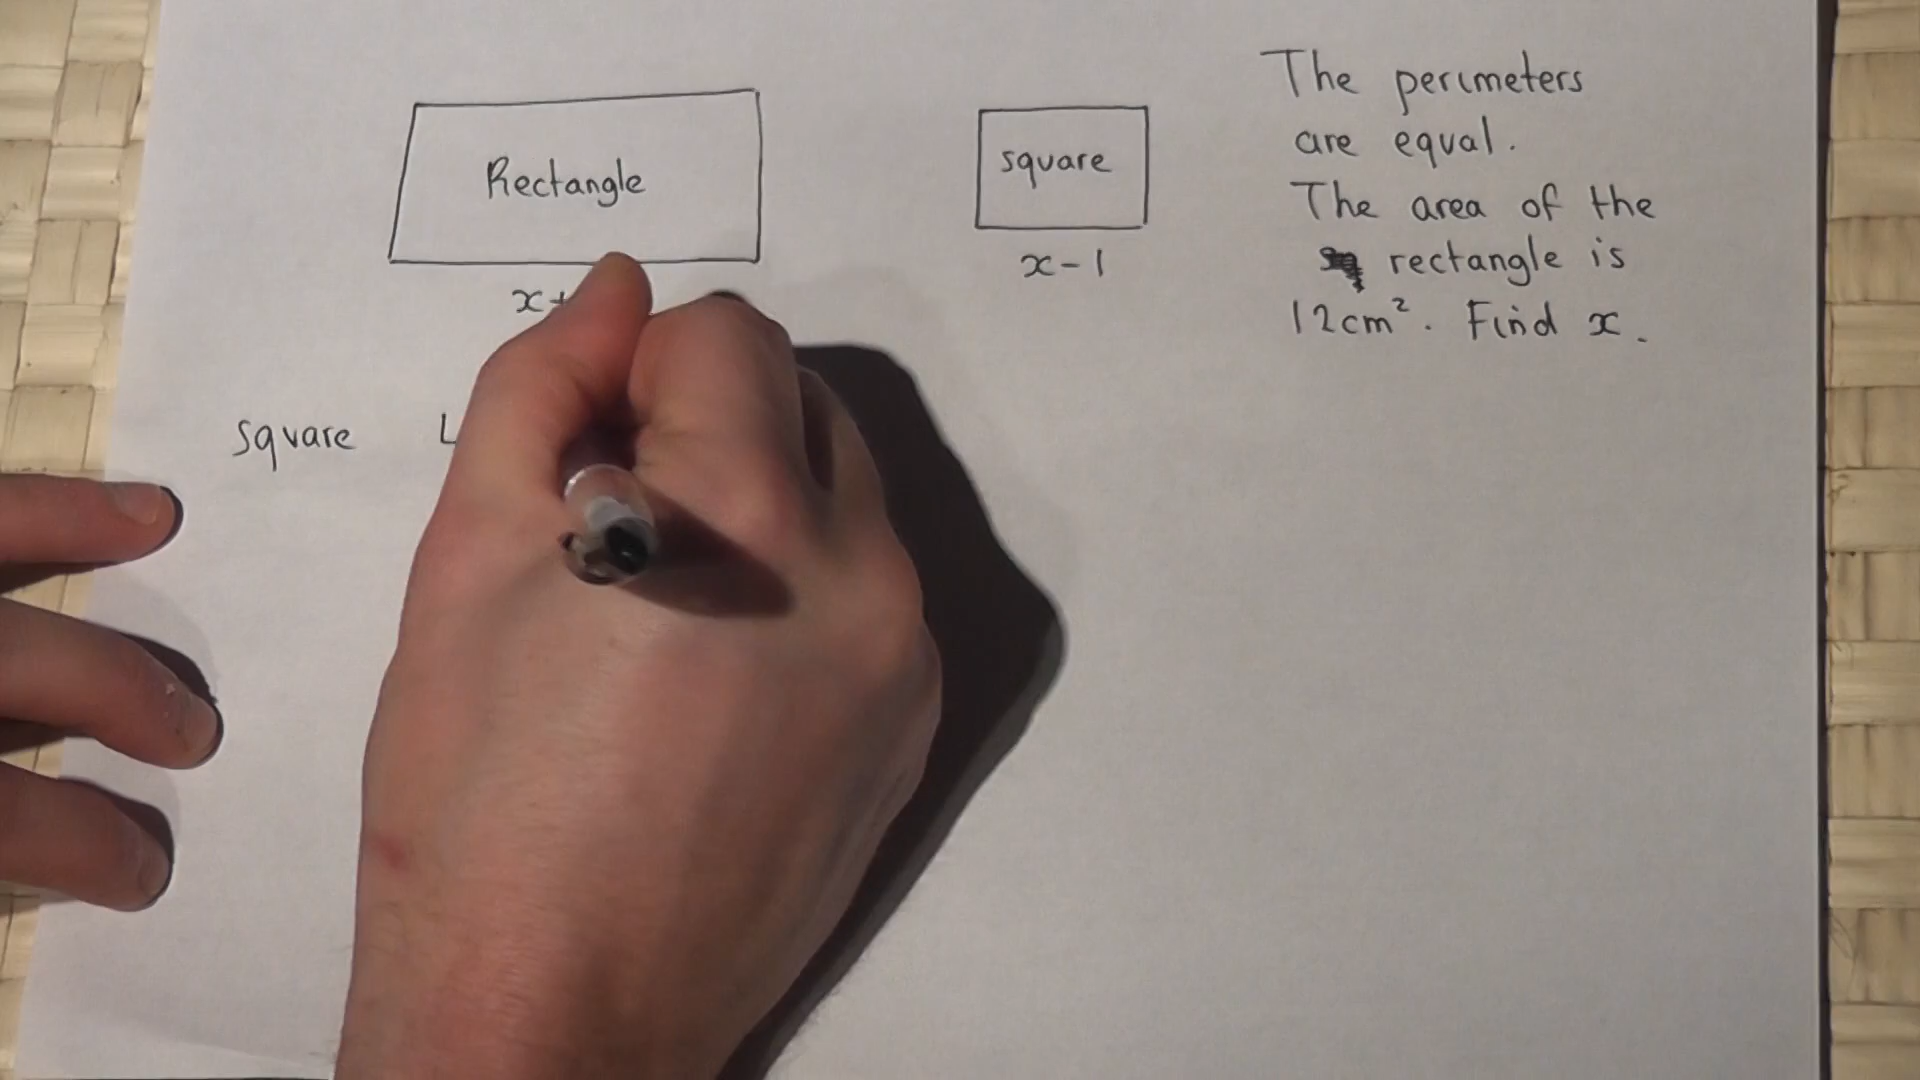 Rectangle
x+
square
x-1
The perimeters
are equal.
The area of the
rectangle is
12cm². Find x.
square